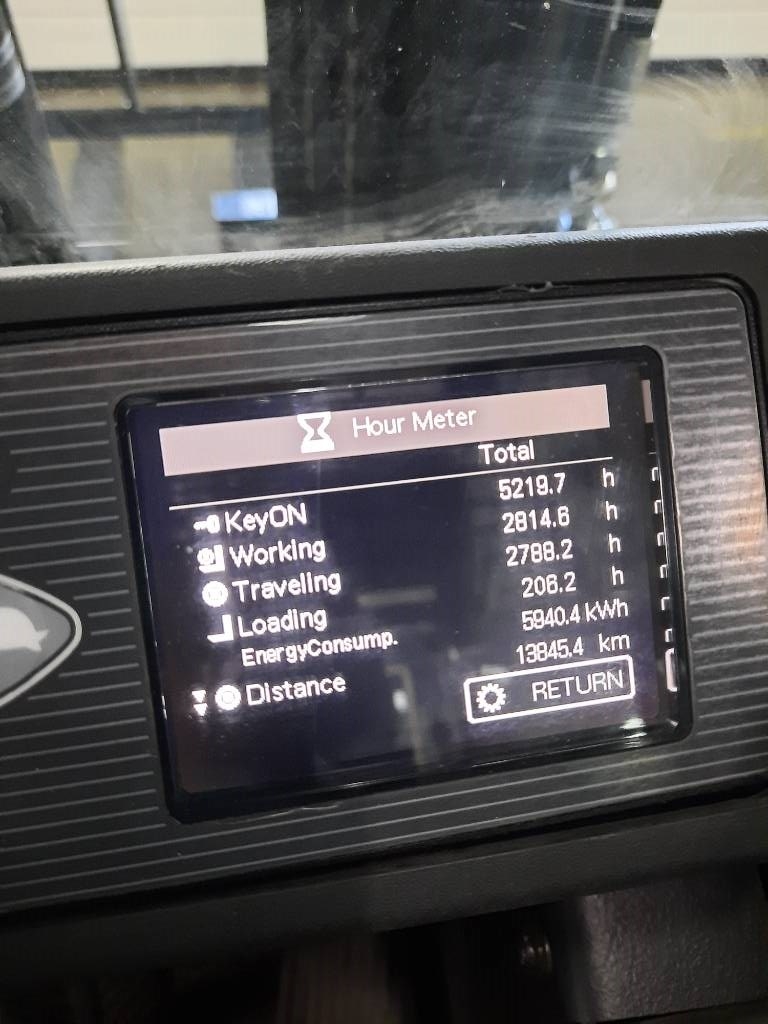 Hour Meter
Total
KeyON 5219.7 h
Working 2814.6 h
Traveling 2788.2 h
Loading 206.2 h
EnergyConsump. 5940.4 kWh
Distance 13845.4 km
RETURN